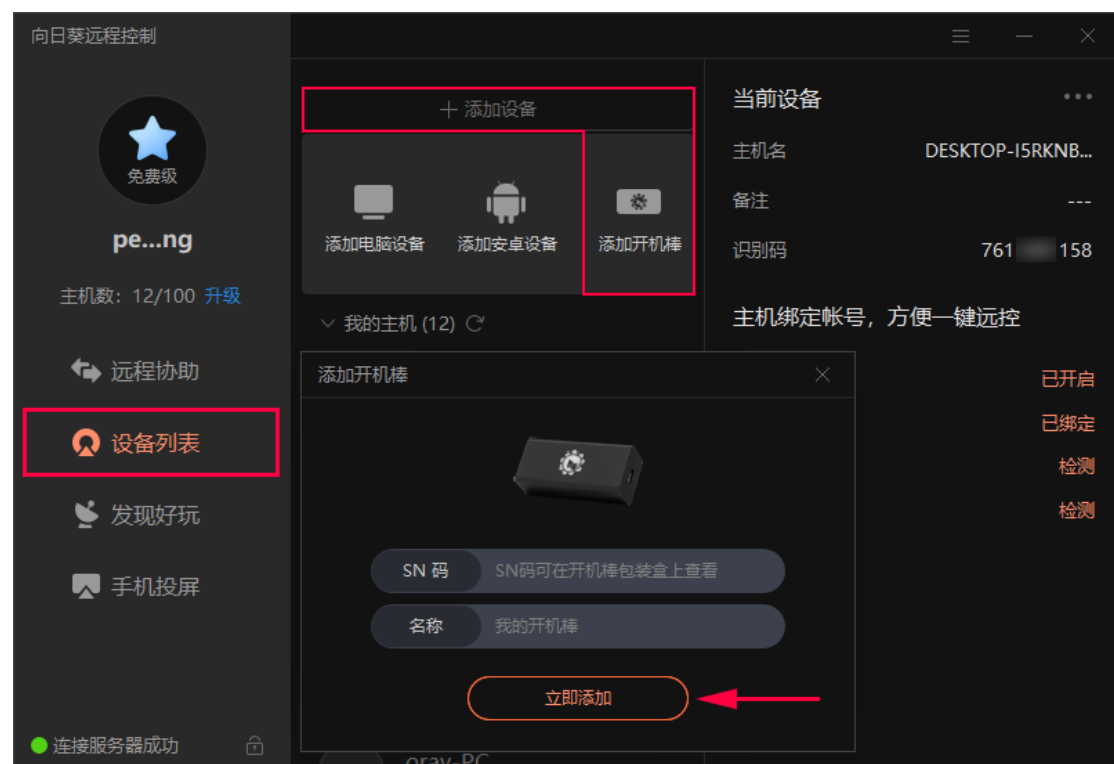 向日葵远程控制
免费级
pe...ng
主机数：12/100 升级
远程协助
设备列表
发现好玩
手机投屏
连接服务器成功
＋ 添加设备
添加电脑设备 添加安卓设备 添加开机棒
我的主机 (12)
添加开机棒
SN 码 SN码可在开机棒包装盒上查看
名称 我的开机棒
立即添加
oray-PC
当前设备
主机名 DESKTOP-I5RKNB...
备注 ---
识别码 761 158
主机绑定帐号，方便一键远控
已开启
已绑定
检测
检测